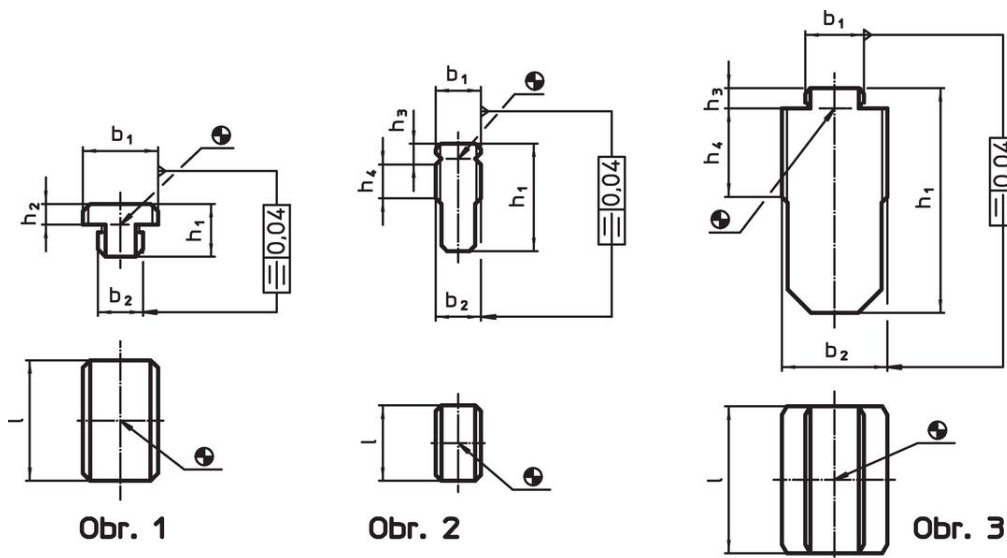 b₁
h₂
h₁
b₂
0,04
l
Obr. 1
b₁
h₃
h₄
h₁
b₂
0,04
l
Obr. 2
b₁
h₃
h₄
h₁
b₂
0,04
l
Obr. 3